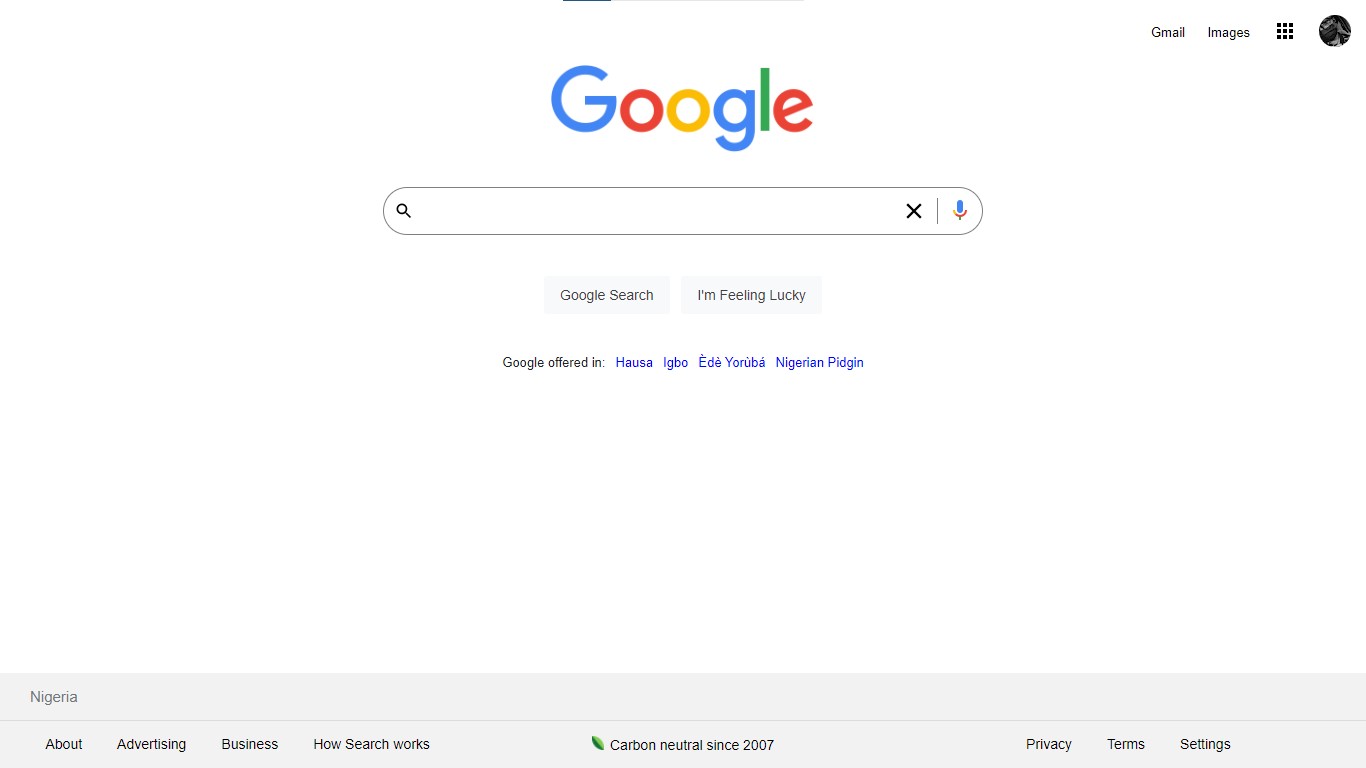 Gmail Images
Google
Google Search I'm Feeling Lucky
Google offered in: Hausa Igbo Èdè Yorùbá Nigerian Pidgin
Nigeria
About Advertising Business How Search works Carbon neutral since 2007 Privacy Terms Settings